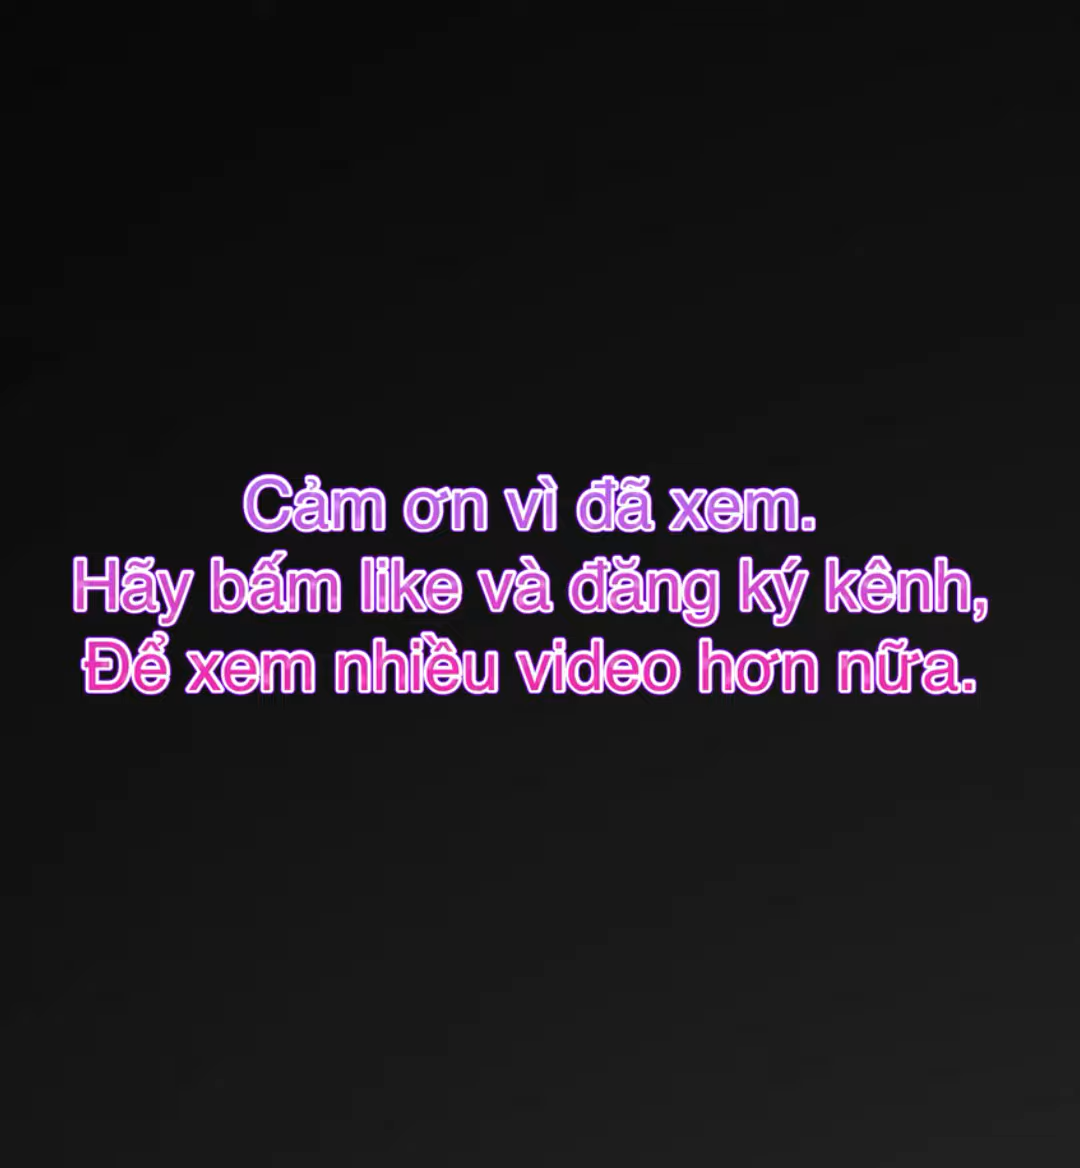 Cảm ơn vì đã xem.
Hãy bấm like và đăng ký kênh,
Để xem nhiều video hơn nữa.